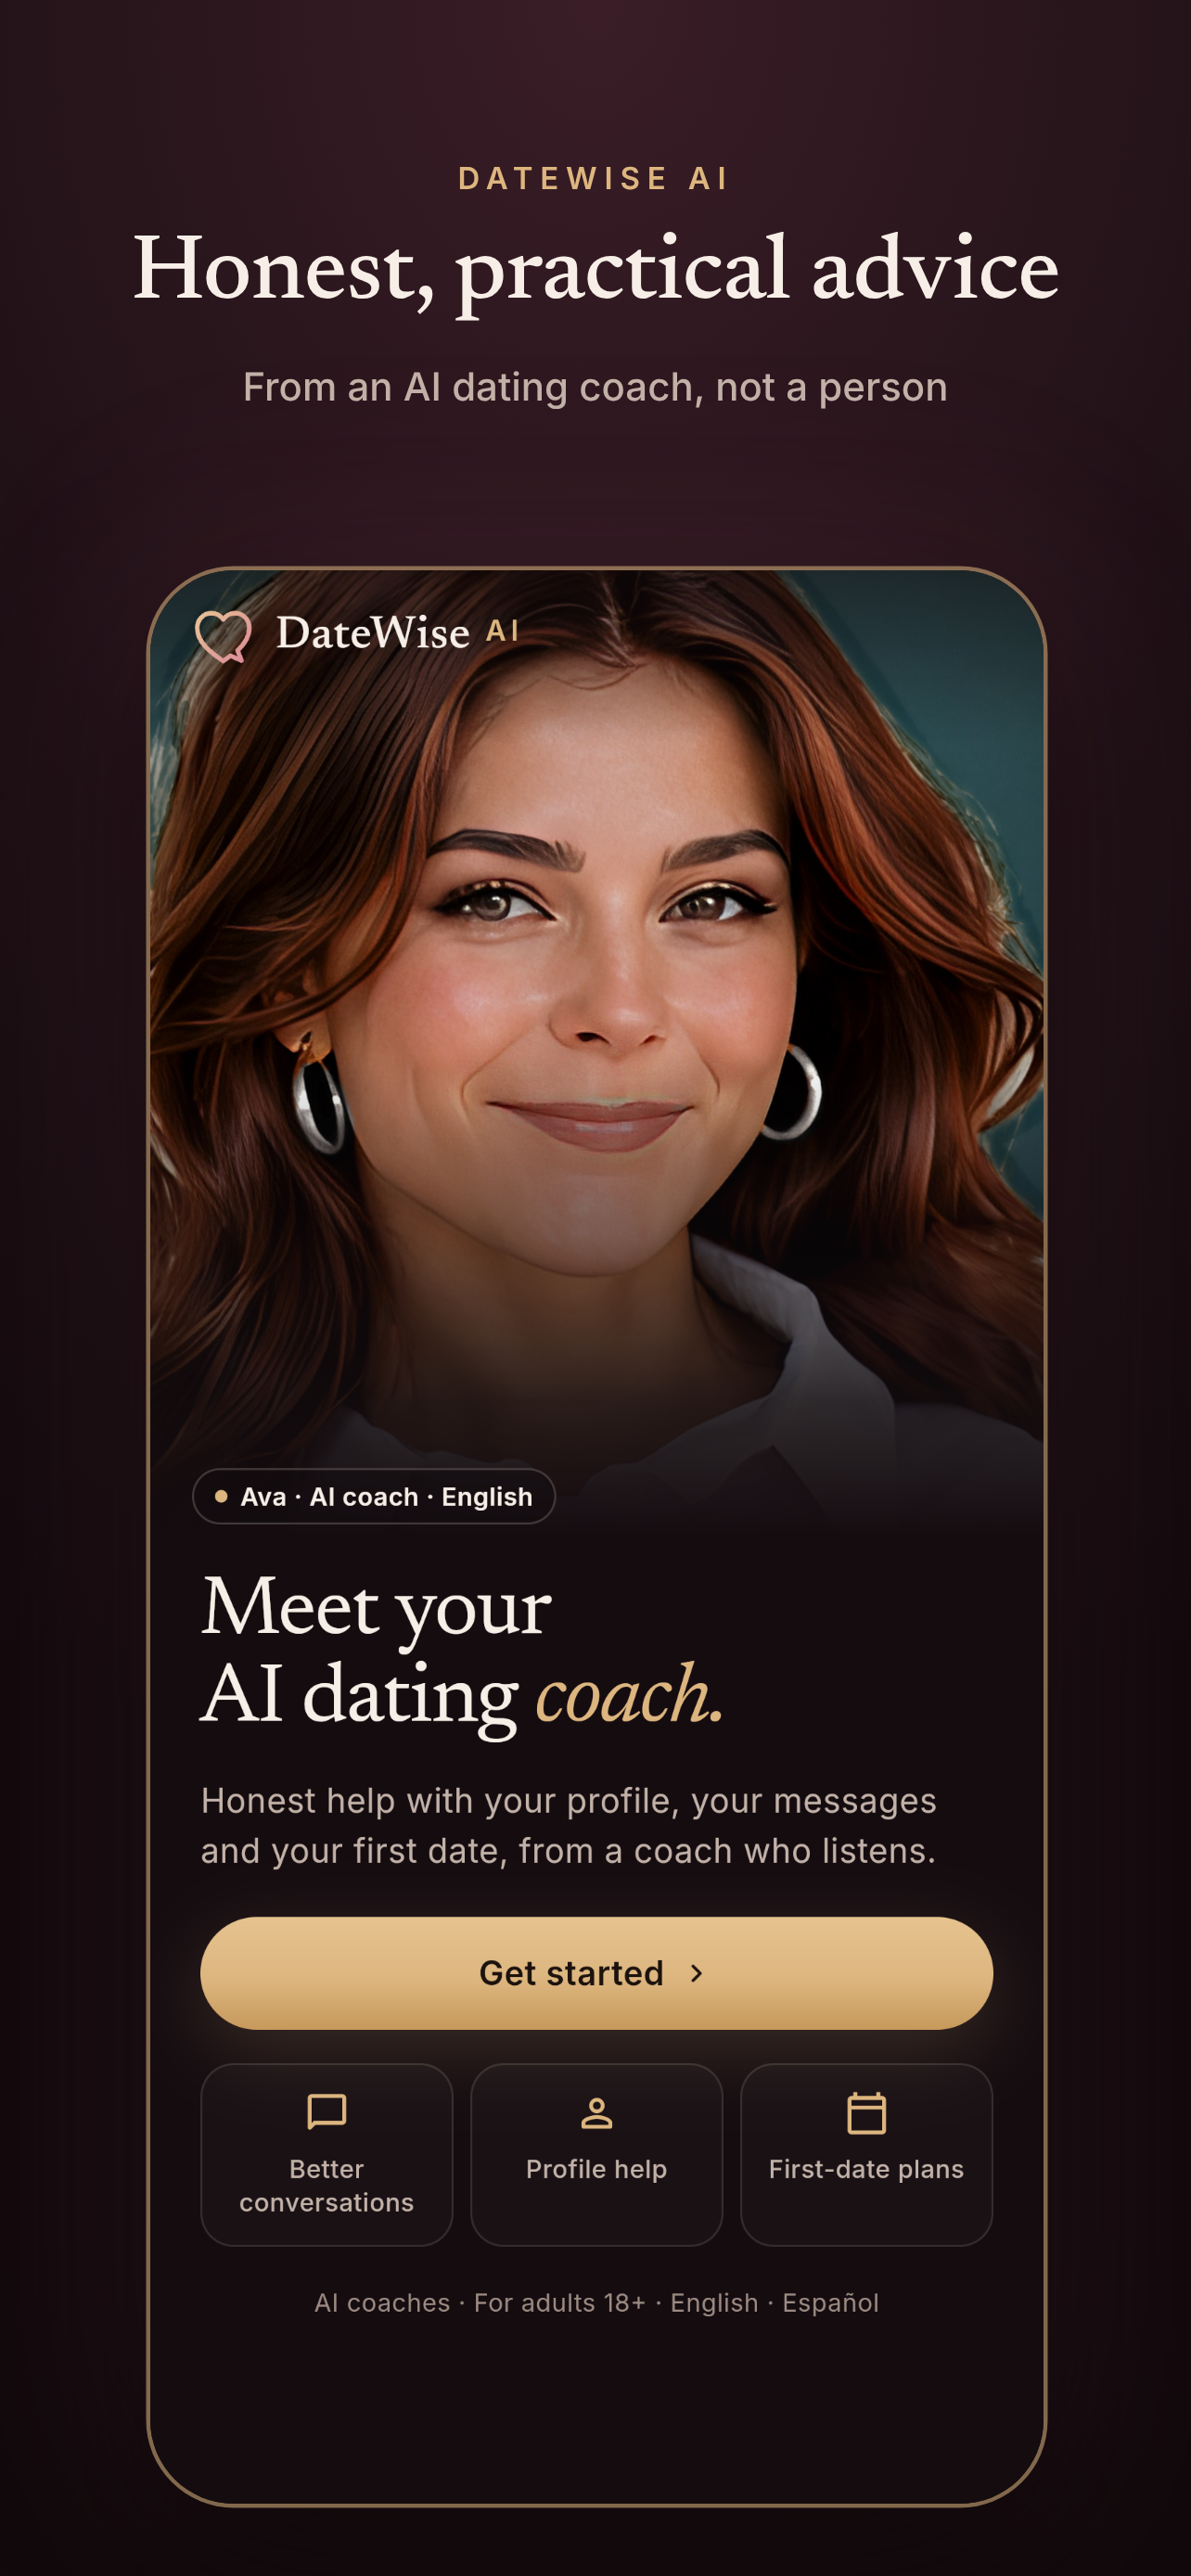 DATEWISE AI
Honest, practical advice
From an AI dating coach, not a person
DateWise AI
Ava · AI coach · English
Meet your
AI dating coach.
Honest help with your profile, your messages
and your first date, from a coach who listens.
Get started
Better
conversations
Profile help
First-date plans
AI coaches · For adults 18+ · English · Español